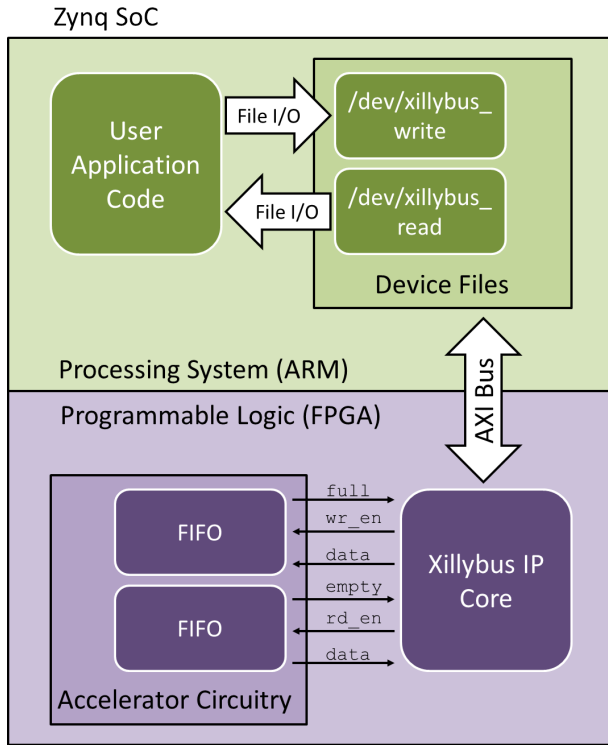 Zynq SoC
User
Application
Code
File I/O
File I/O
/dev/xillybus_
write
/dev/xillybus_
read
Device Files
Processing System (ARM)
AXI Bus
Programmable Logic (FPGA)
FIFO
FIFO
full
wr_en
data
empty
rd_en
data
Xillybus IP
Core
Accelerator Circuitry